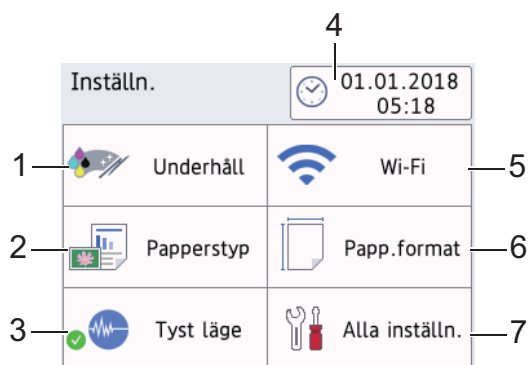 4
Inställn.
01.01.2018
05:18
1
Underhåll
Wi-Fi
5
2
Papperstyp
Papp.format
6
3
Tyst läge
Alla inställn.
7